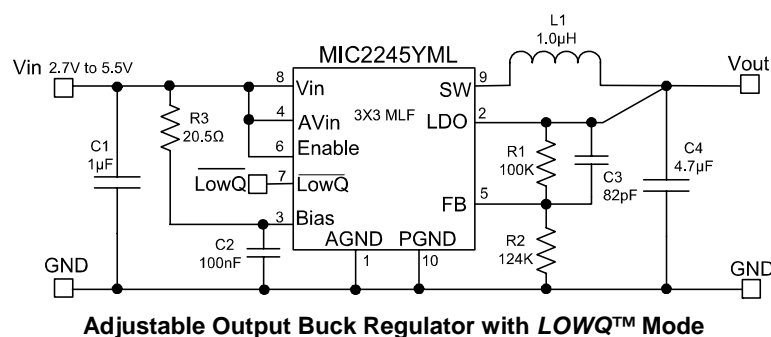 L1
1.0µH
MIC2245YML
Vin 2.7V to 5.5V
Vout
8 Vin
SW 9
4 AVin
3X3 MLF
LDO 2
6 Enable
R3
20.5Ω
C1
1µF
R1
100K
C3
82pF
C4
4.7µF
LowQ
7 LowQ
FB 5
3 Bias
C2
100nF
AGND
PGND
1
10
R2
124K
GND
GND
Adjustable Output Buck Regulator with LOWQ™ Mode